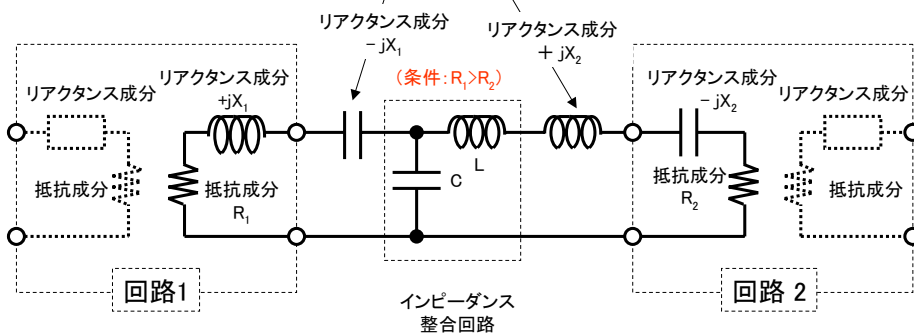 リアクタンス成分
－jX₁
リアクタンス成分
＋jX₂
（条件：R₁>R₂）
リアクタンス成分
リアクタンス成分
+jX₁
抵抗成分
抵抗成分
R₁
C
L
リアクタンス成分
－jX₂
リアクタンス成分
抵抗成分
R₂
抵抗成分
回路1
インピーダンス
整合回路
回路 2